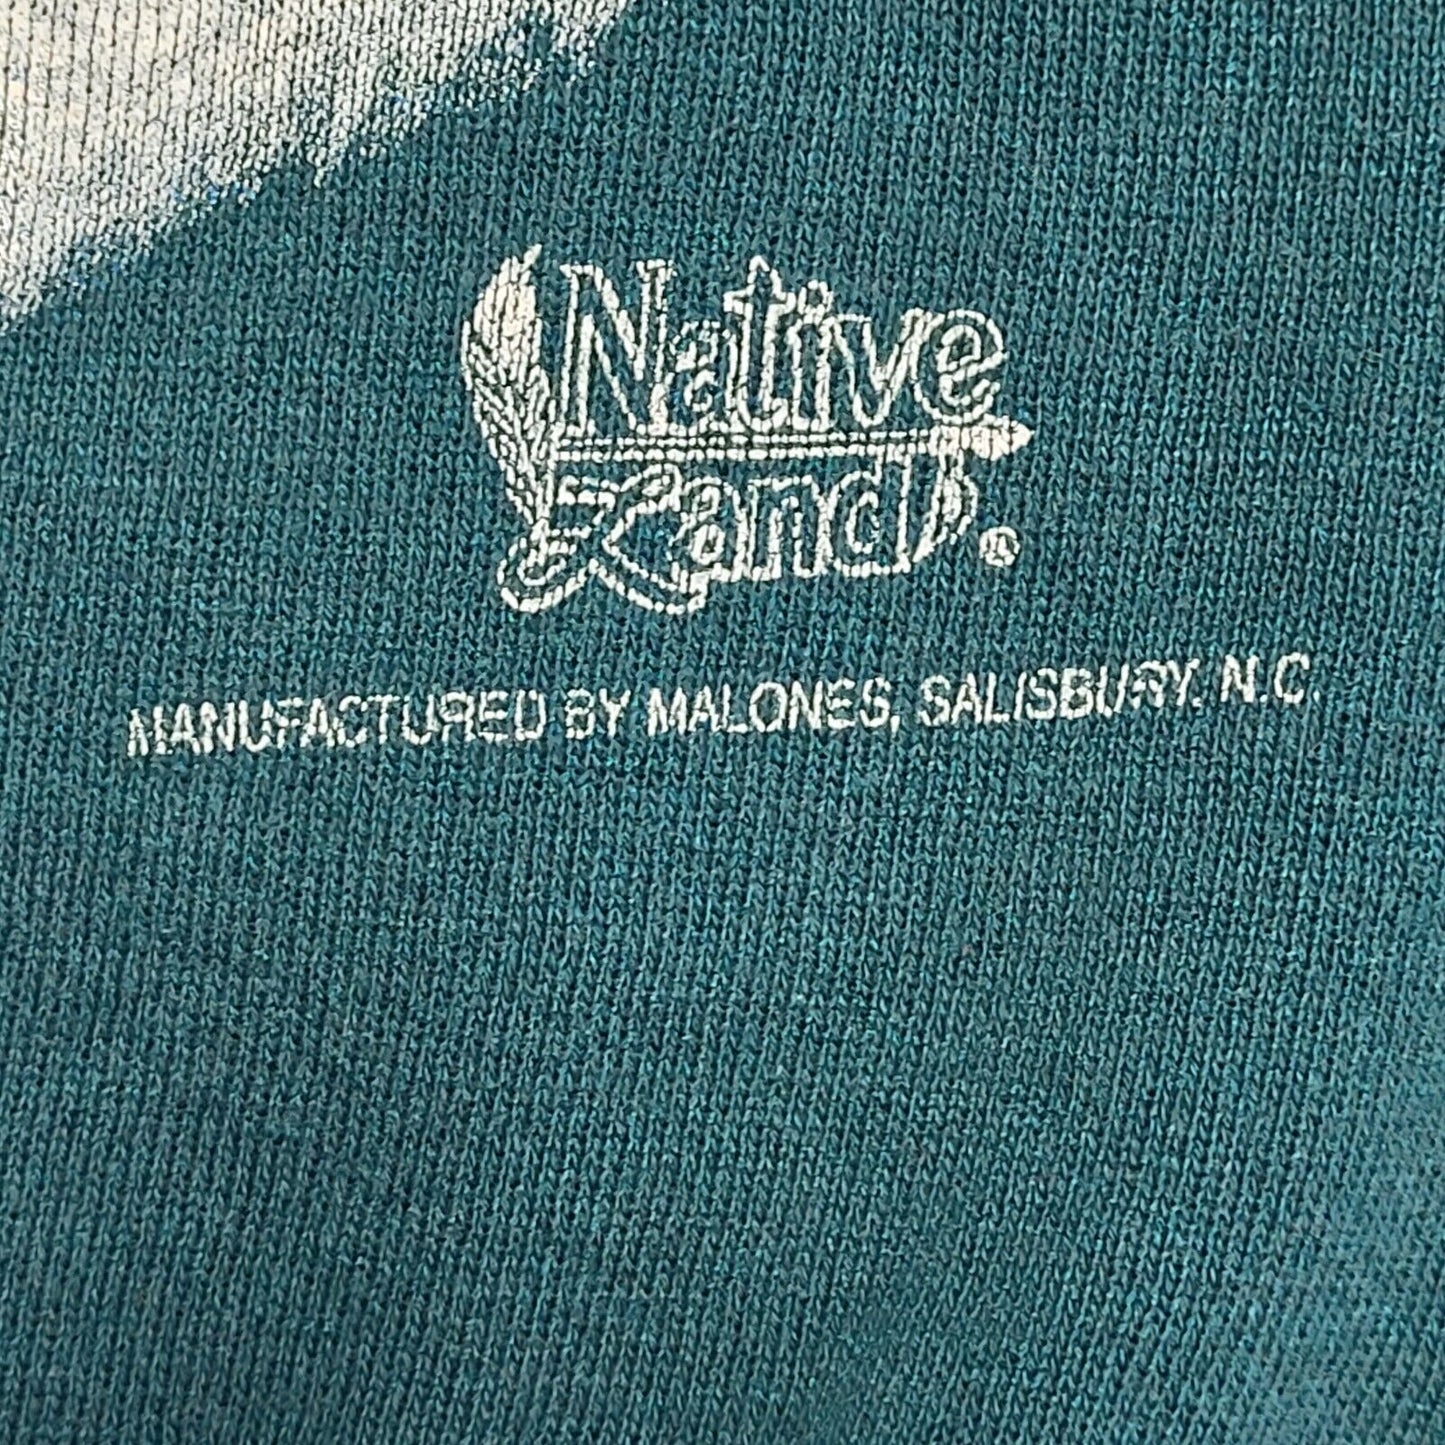 Native
Land ®
MANUFACTURED BY MALONES, SALISBURY, N.C.